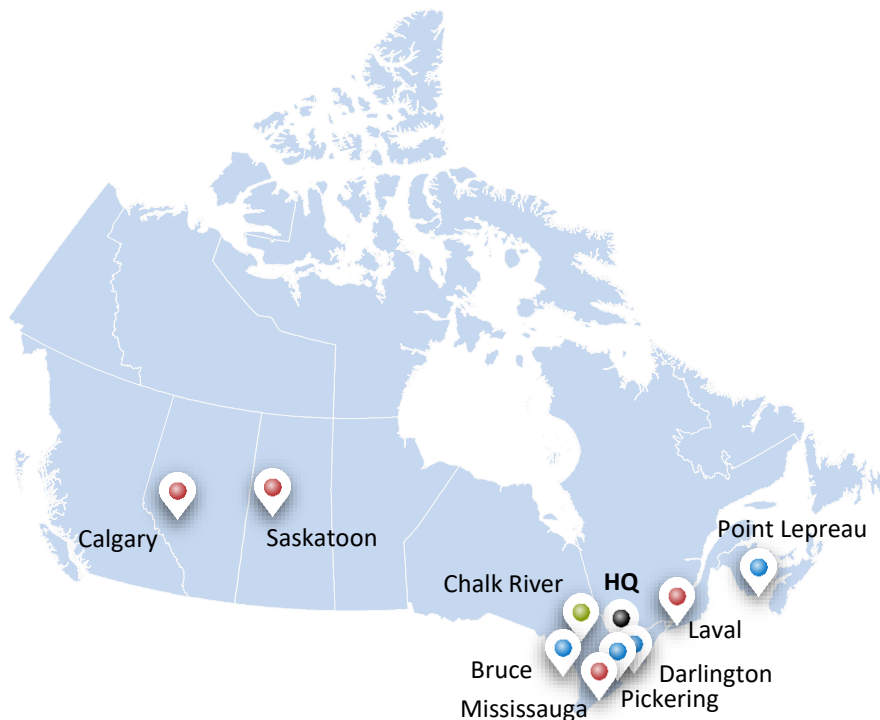 Point Lepreau
Calgary
Saskatoon
Chalk River
HQ
Laval
Bruce
Darlington
Pickering
Mississauga